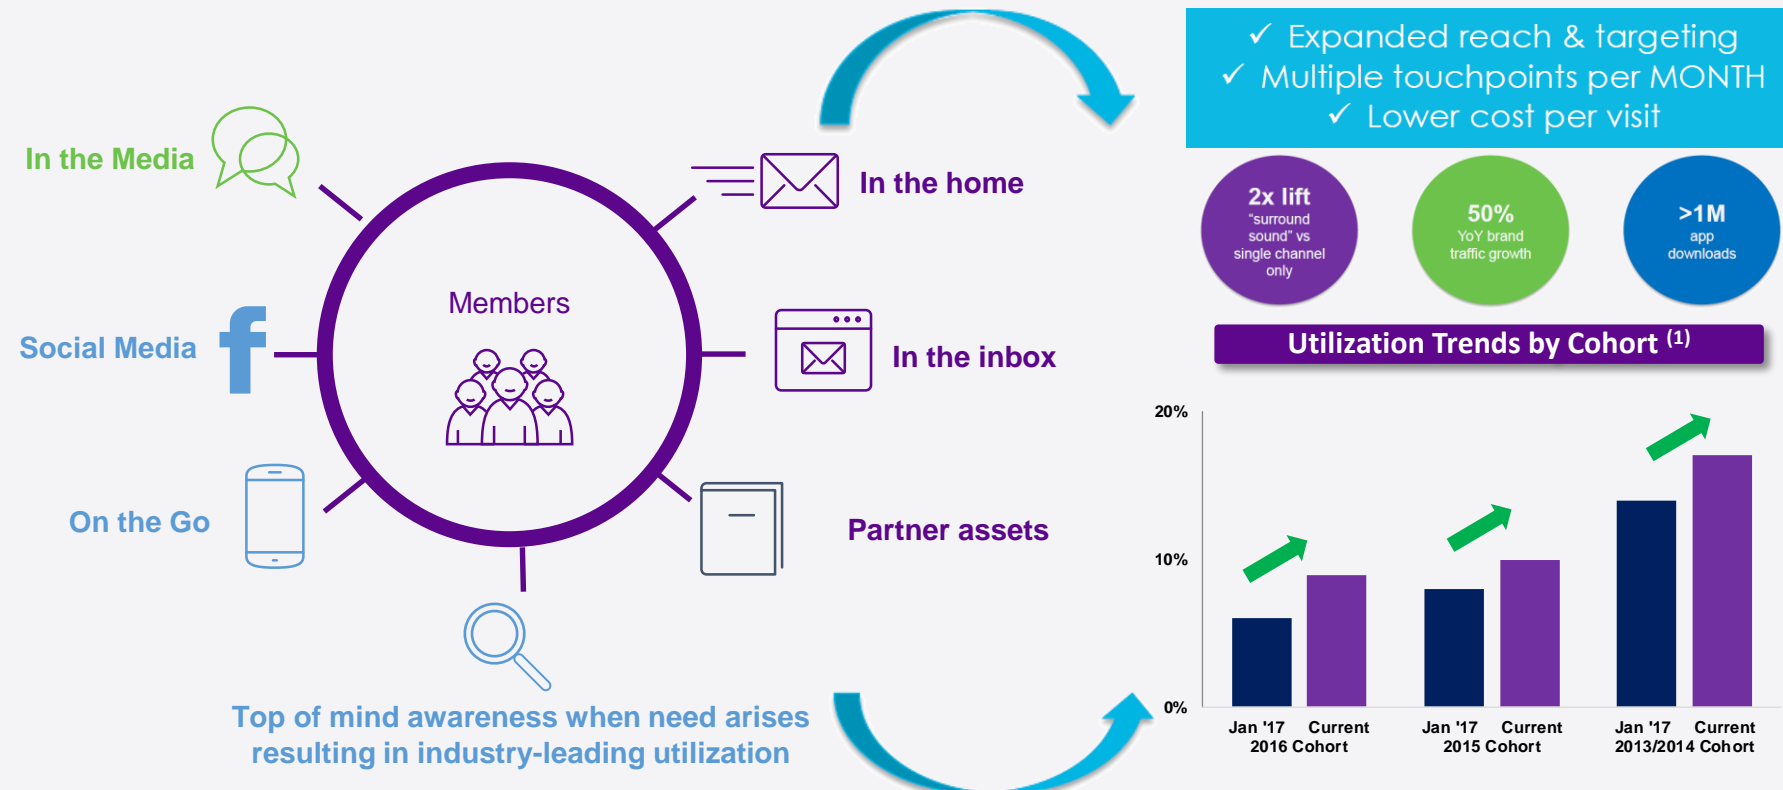 In the Media
Social Media
On the Go
Members
In the home
In the inbox
Partner assets
Top of mind awareness when need arises
resulting in industry-leading utilization
✓ Expanded reach & targeting
✓ Multiple touchpoints per MONTH
✓ Lower cost per visit
2x lift
"surround
sound" vs
single channel
only
50%
YoY brand
traffic growth
>1M
app
downloads
Utilization Trends by Cohort (1)
20%
10%
0%
Jan '17 Current
2016 Cohort
Jan '17 Current
2015 Cohort
Jan '17 Current
2013/2014 Cohort